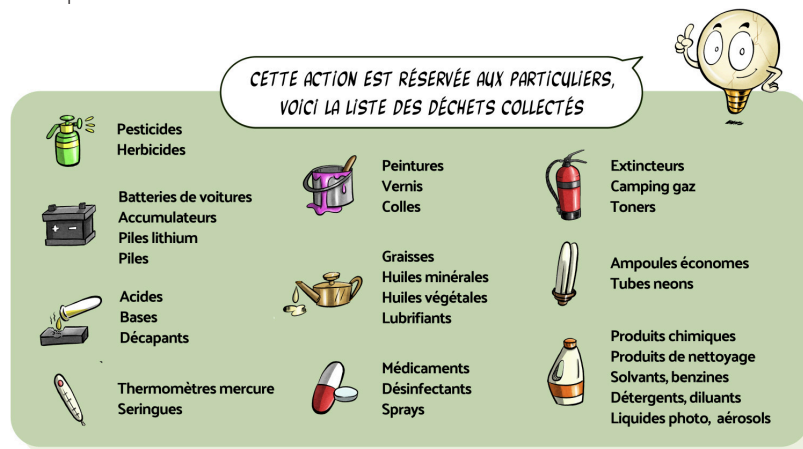 CETTE ACTION EST RÉSERVÉE AUX PARTICULIERS,
VOICI LA LISTE DES DÉCHETS COLLECTÉS
Pesticides
Herbicides
Batteries de voitures
Accumulateurs
Piles lithium
Piles
Acides
Bases
Décapants
Thermomètres mercure
Seringues
Peintures
Vernis
Colles
Graisses
Huiles minérales
Huiles végétales
Lubrifiants
Médicaments
Désinfectants
Sprays
Extincteurs
Camping gaz
Toners
Ampoules économes
Tubes neons
Produits chimiques
Produits de nettoyage
Solvants, benzines
Détergents, diluants
Liquides photo, aérosols